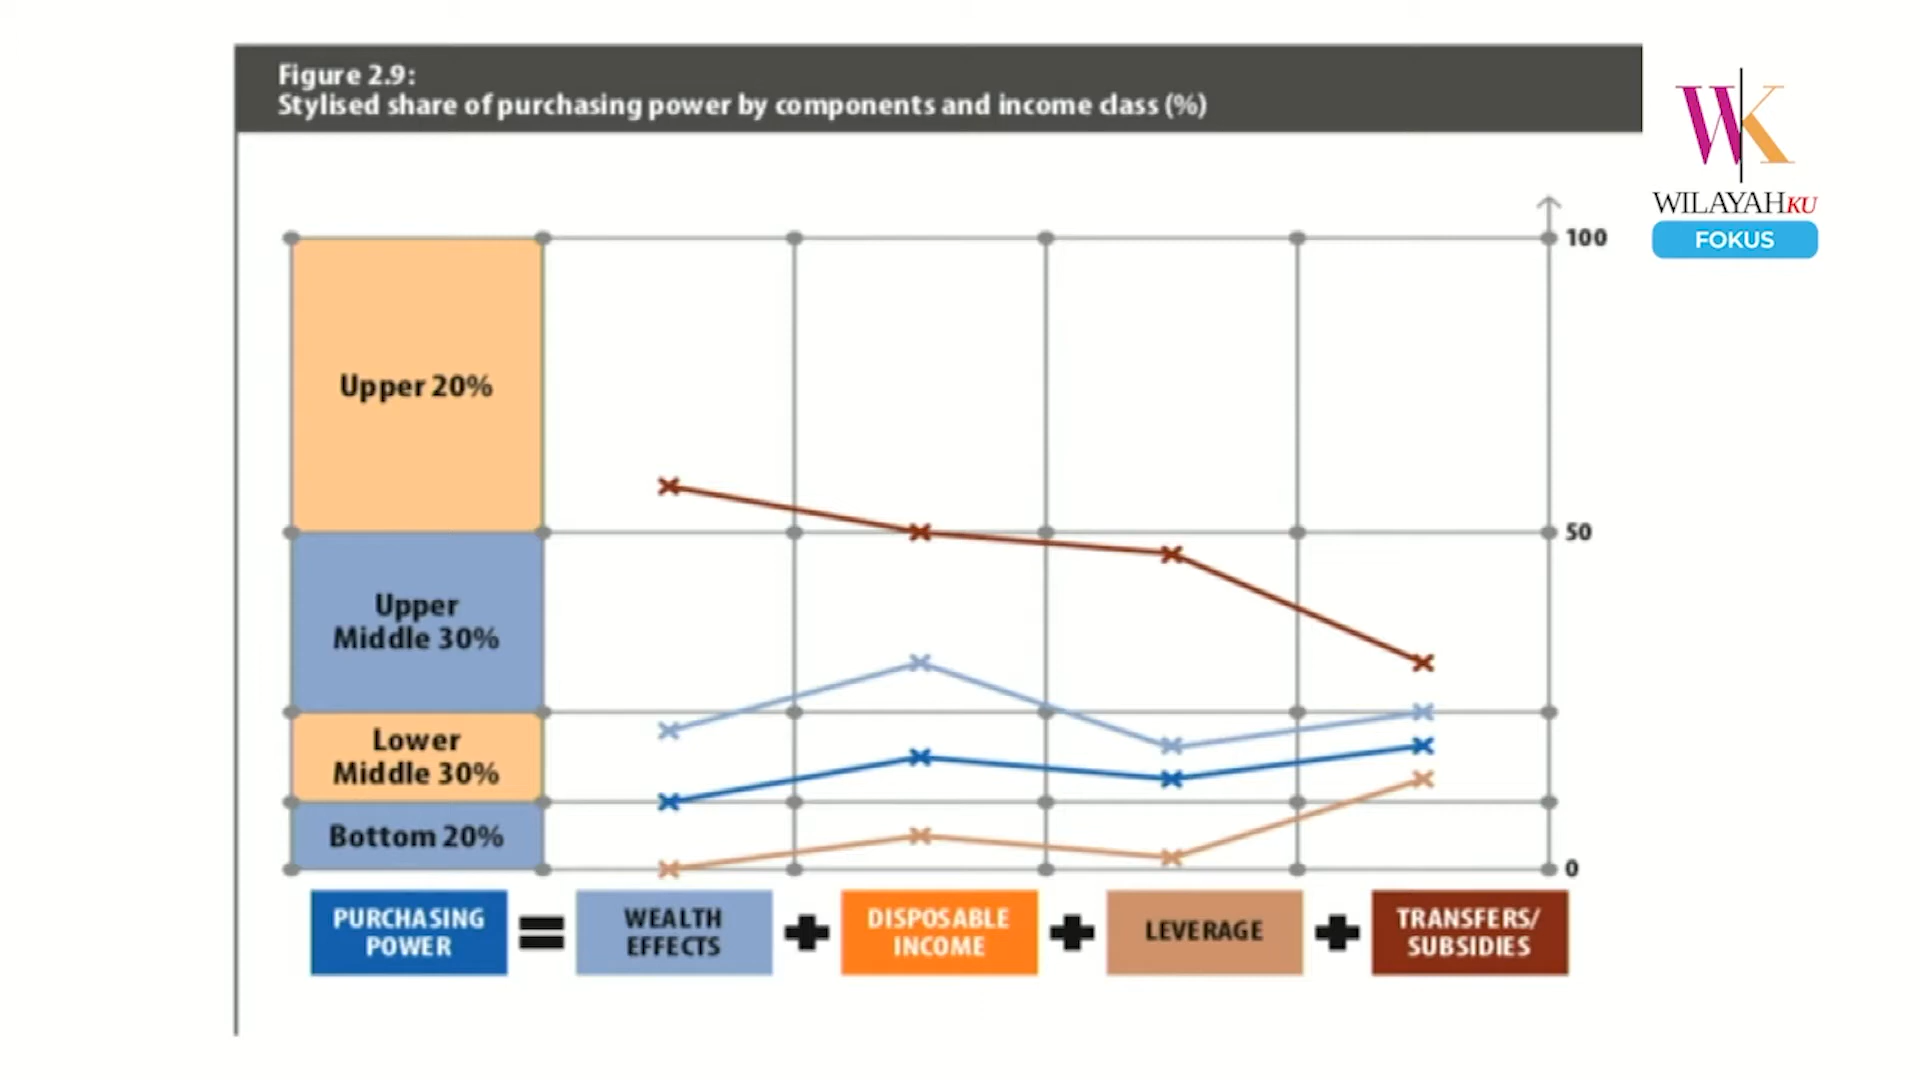 Figure 2.9:
Stylised share of purchasing power by components and income class (%)
WK
WILAYAHKU
FOKUS
100
Upper 20%
50
Upper
Middle 30%
Lower
Middle 30%
Bottom 20%
0
PURCHASING
POWER
=
WEALTH
EFFECTS
+
DISPOSABLE
INCOME
+
LEVERAGE
+
TRANSFERS/
SUBSIDIES